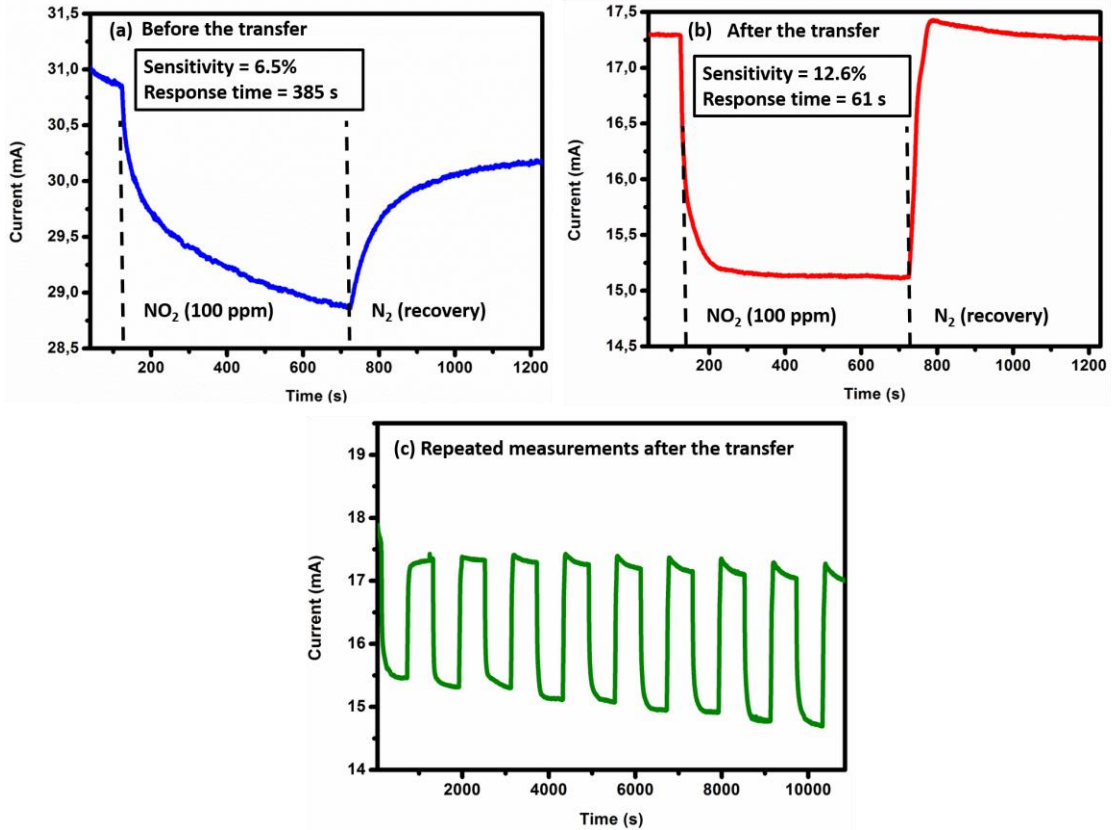 (a) Before the transfer
Sensitivity = 6.5%
Response time = 385 s
31,5
31,0
30,5
30,0
29,5
29,0
28,5
Current (mA)
NO₂ (100 ppm)
N₂ (recovery)
200 400 600 800 1000 1200
Time (s)
(b) After the transfer
Sensitivity = 12.6%
Response time = 61 s
17,5
17,0
16,5
16,0
15,5
15,0
14,5
Current (mA)
NO₂ (100 ppm)
N₂ (recovery)
200 400 600 800 1000 1200
Time (s)
(c) Repeated measurements after the transfer
19
18
17
16
15
14
Current (mA)
2000 4000 6000 8000 10000
Time (s)